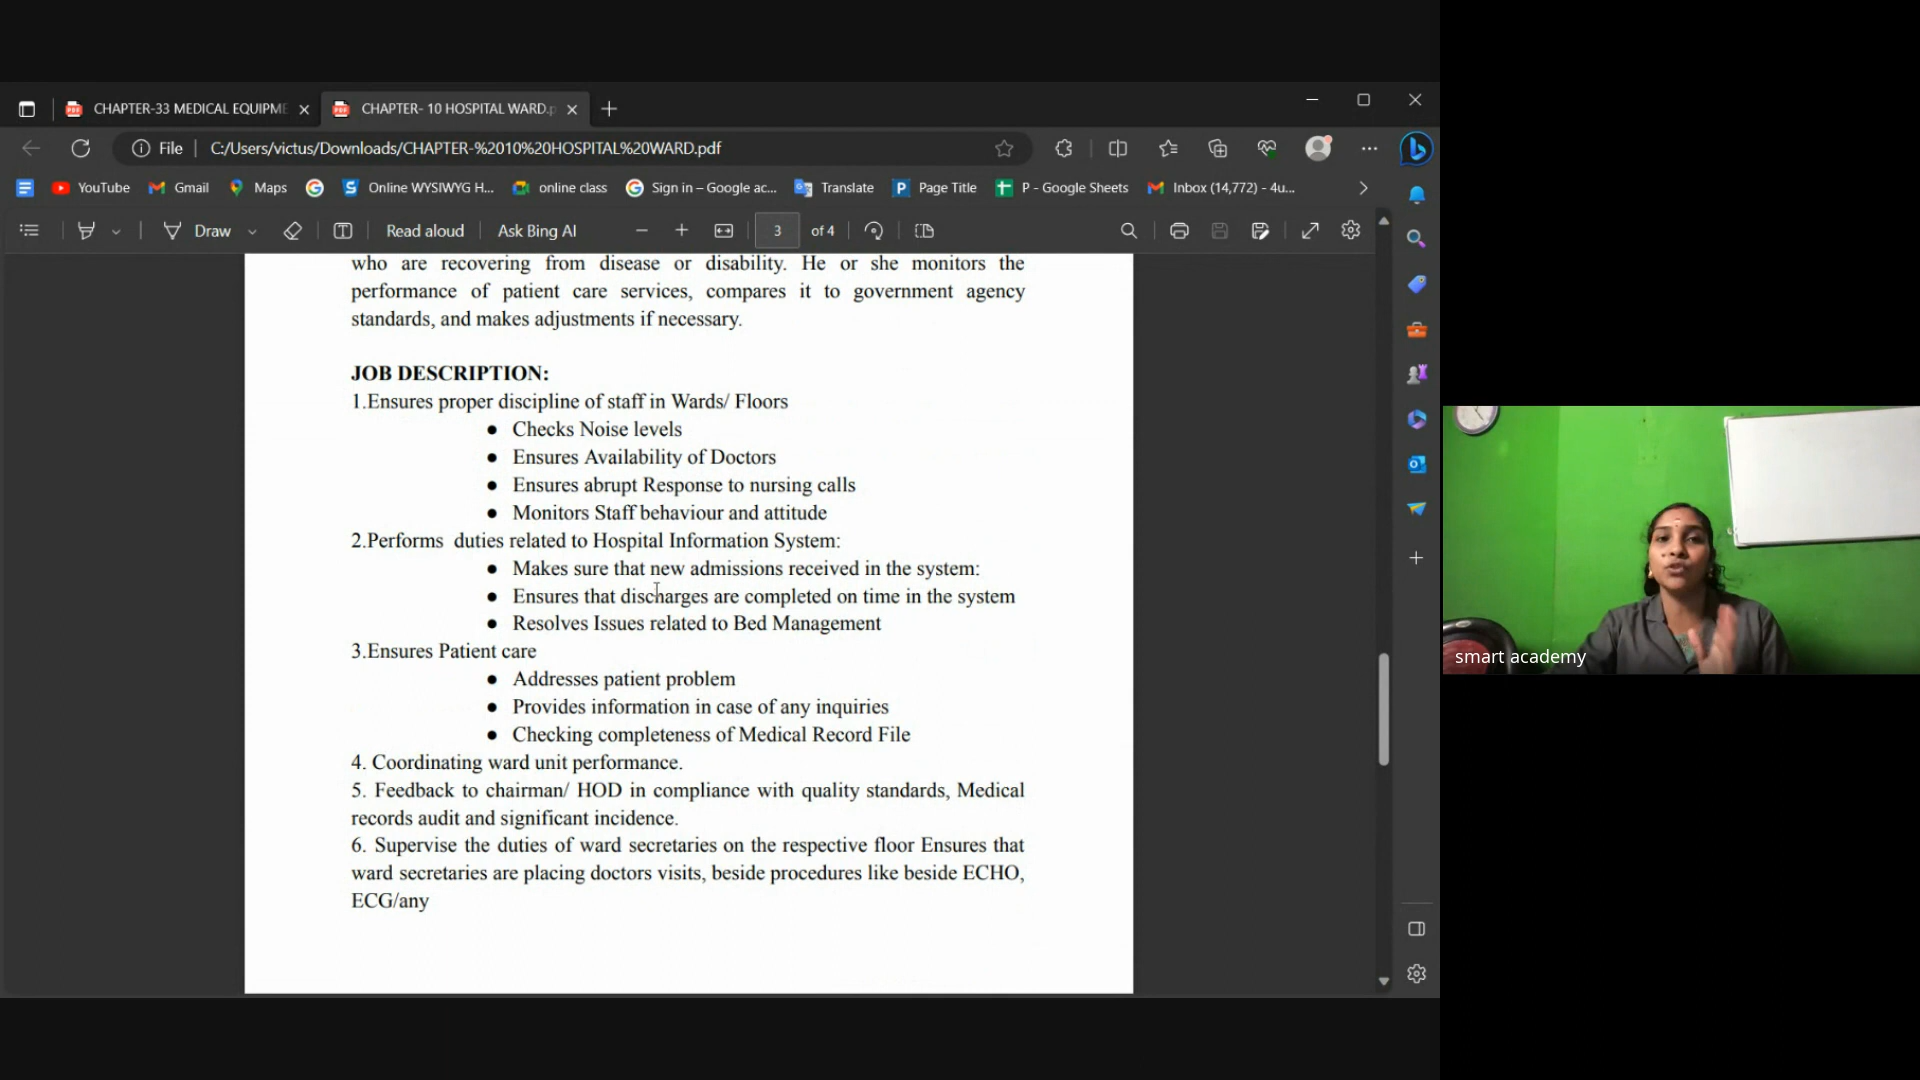 CHAPTER-33 MEDICAL EQUIPME
CHAPTER- 10 HOSPITAL WARD.p
File
C:/Users/victus/Downloads/CHAPTER-%2010%20HOSPITAL%20WARD.pdf
YouTube
Gmail
Maps
Online WYSIWYG H...
online class
Sign in – Google ac...
Translate
Page Title
P - Google Sheets
Inbox (14,772) - 4u...
Draw
Read aloud
Ask Bing AI
3
of 4
who are recovering from disease or disability. He or she monitors the
performance of patient care services, compares it to government agency
standards, and makes adjustments if necessary.
JOB DESCRIPTION:
1.Ensures proper discipline of staff in Wards/ Floors
● Checks Noise levels
● Ensures Availability of Doctors
● Ensures abrupt Response to nursing calls
● Monitors Staff behaviour and attitude
2.Performs duties related to Hospital Information System:
● Makes sure that new admissions received in the system:
● Ensures that discharges are completed on time in the system
● Resolves Issues related to Bed Management
3.Ensures Patient care
● Addresses patient problem
● Provides information in case of any inquiries
● Checking completeness of Medical Record File
4. Coordinating ward unit performance.
5. Feedback to chairman/ HOD in compliance with quality standards, Medical
records audit and significant incidence.
6. Supervise the duties of ward secretaries on the respective floor Ensures that
ward secretaries are placing doctors visits, beside procedures like beside ECHO,
ECG/any
smart academy